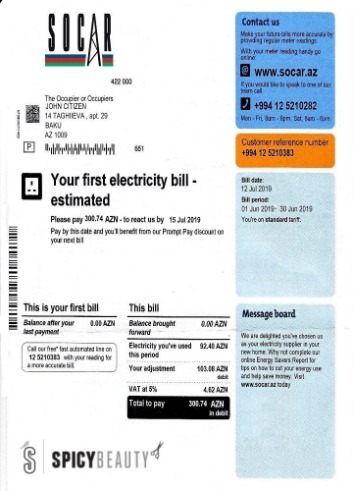 SOCAR
422 000
The Occupier or Occupiers
JOHN CITIZEN
14 TAGHIEVA , apt. 29
BAKU
AZ 1009
P
651
Your first electricity bill -
estimated
Please pay 300.74 AZN - to react us by 15 Jul 2019
Pay by this date and you'll benefit from our Prompt Pay discount on
your next bill
This is your first bill
Balance after your last payment 0.00 AZN
Call our free* fast automated line on
12 5210383 with your reading for
a more accurate bill.
This bill
Balance brought forward 0.00 AZN
Electricity you've used this period 92.40 AZN
Your adjustment 103.08 AZN
debit
VAT at 5% 4.62 AZN
Total to pay 300.74 AZN
in debit
S SPICYBEAUTY
Contact us
Make your future bills more accurate by
providing regular meter readings.
With your meter reading handy go
online:
www.socar.az
If you would like to speak to one of our
team call
+994 12 5210282
Mon - Fri, 8am - 8pm, Sat, 8am - 6pm
Customer reference number
+994 12 5210383
Bill date:
12 Jul 2019
Bill period:
01 Jun 2019- 30 Jun 2019
You're on standard tariff.
Message board
We are delighted you've chosen us
as your electricity supplier in your
new home. Why not complete our
online Energy Savers Report for
tips on how to cut your energy use
and help save money. Visit
www.socar.az today